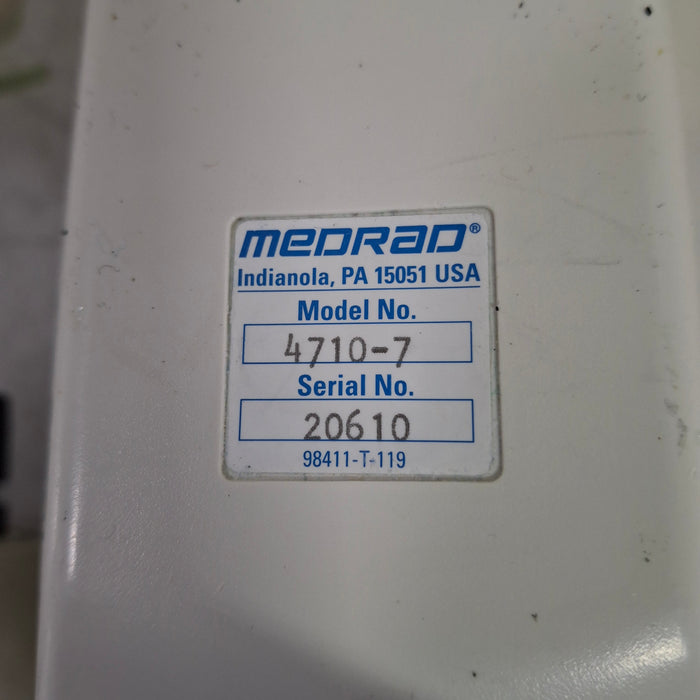 MEDRAD®
Indianola, PA 15051 USA
Model No.
4710-7
Serial No.
20610
98411-T-119